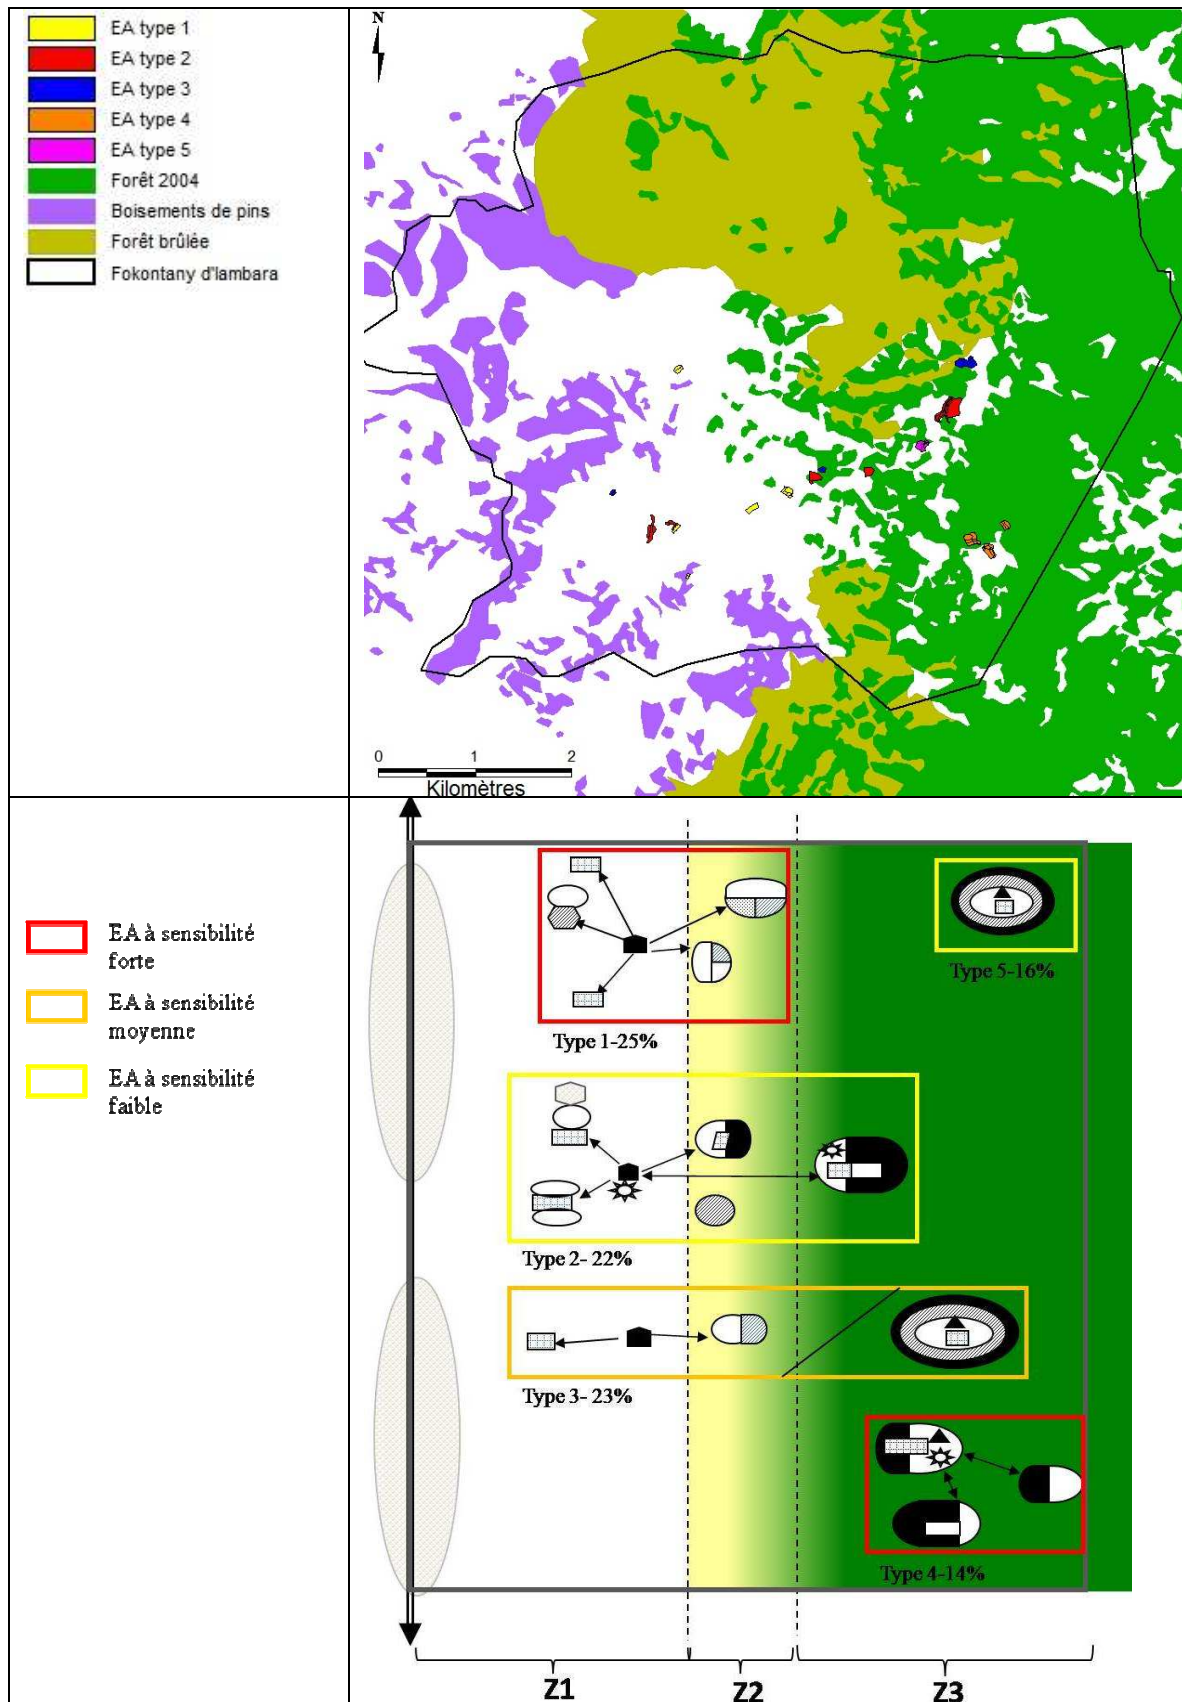 EA type 1
EA type 2
EA type 3
EA type 4
EA type 5
Forêt 2004
Boisements de pins
Forêt brûlée
Fokontany d'Iambara
N
0 1 2
Kilomètres
EA à sensibilité
forte
EA à sensibilité
moyenne
EA à sensibilité
faible
Type 1-25%
Type 5-16%
Type 2- 22%
Type 3- 23%
Type 4-14%
Z1 Z2 Z3